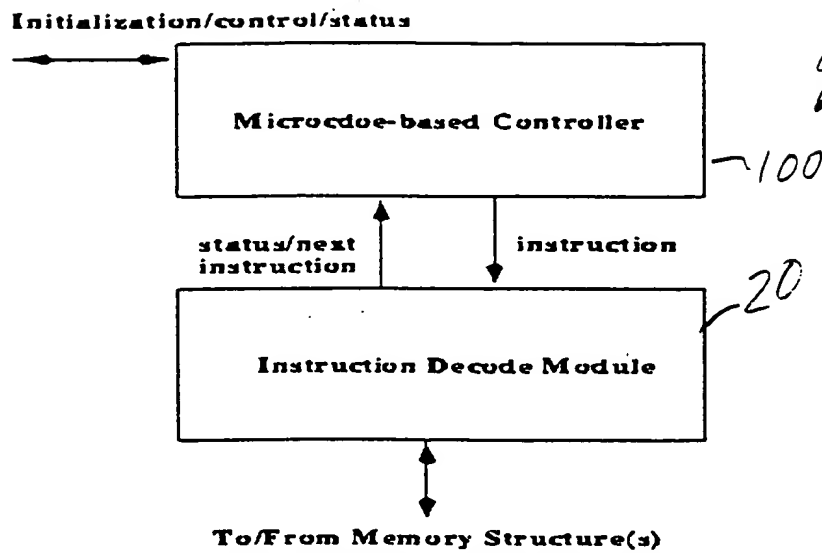 Initialization/control/status
Microcdoe-based Controller
100
status/next
instruction
instruction
20
Instruction Decode Module
To/From Memory Structure(s)